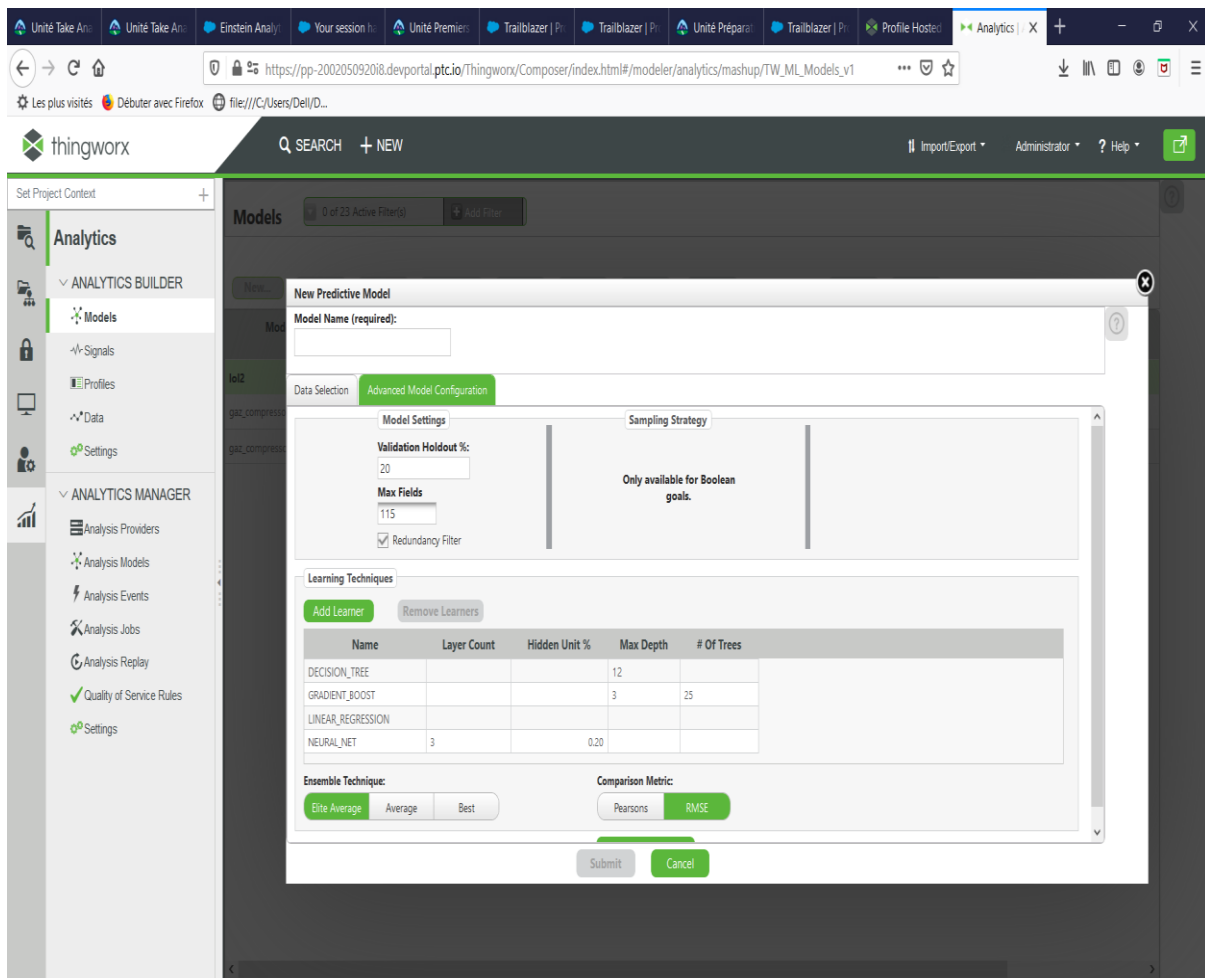 Unité Take Ana Unité Take Ana Einstein Analy Your session ha Unité Premiers Trailblazer | Pr Trailblazer | Pr Unité Préparat Trailblazer | Pr Profile Hosted Analytics |
https://pp-2002050920i8.devportal.ptc.io/Thingworx/Composer/index.html#/modeler/analytics/mashup/TW_ML_Models_v1
Les plus visités Débuter avec Firefox file:///C:/Users/Dell/D...
thingworx SEARCH + NEW Import/Export Administrator ? Help
Set Project Context +
Models 0 of 23 Active Filter(s) + Add Filter
Analytics
ANALYTICS BUILDER
New...
Models
Signals
Profiles
Data
Settings
ANALYTICS MANAGER
Analysis Providers
Analysis Models
Analysis Events
Analysis Jobs
Analysis Replay
Quality of Service Rules
Settings
Mod
lol2
gaz_compresso
gaz_compresso
New Predictive Model
Model Name (required):
Data Selection Advanced Model Configuration
Model Settings Sampling Strategy
Validation Holdout %:
20
Only available for Boolean
goals.
Max Fields
115
Redundancy Filter
Learning Techniques
Add Learner Remove Learners
Name Layer Count Hidden Unit % Max Depth # Of Trees
DECISION_TREE 12
GRADIENT_BOOST 3 25
LINEAR_REGRESSION
NEURAL_NET 3 0.20
Ensemble Technique: Comparison Metric:
Elite Average Average Best Pearsons RMSE
Submit Cancel